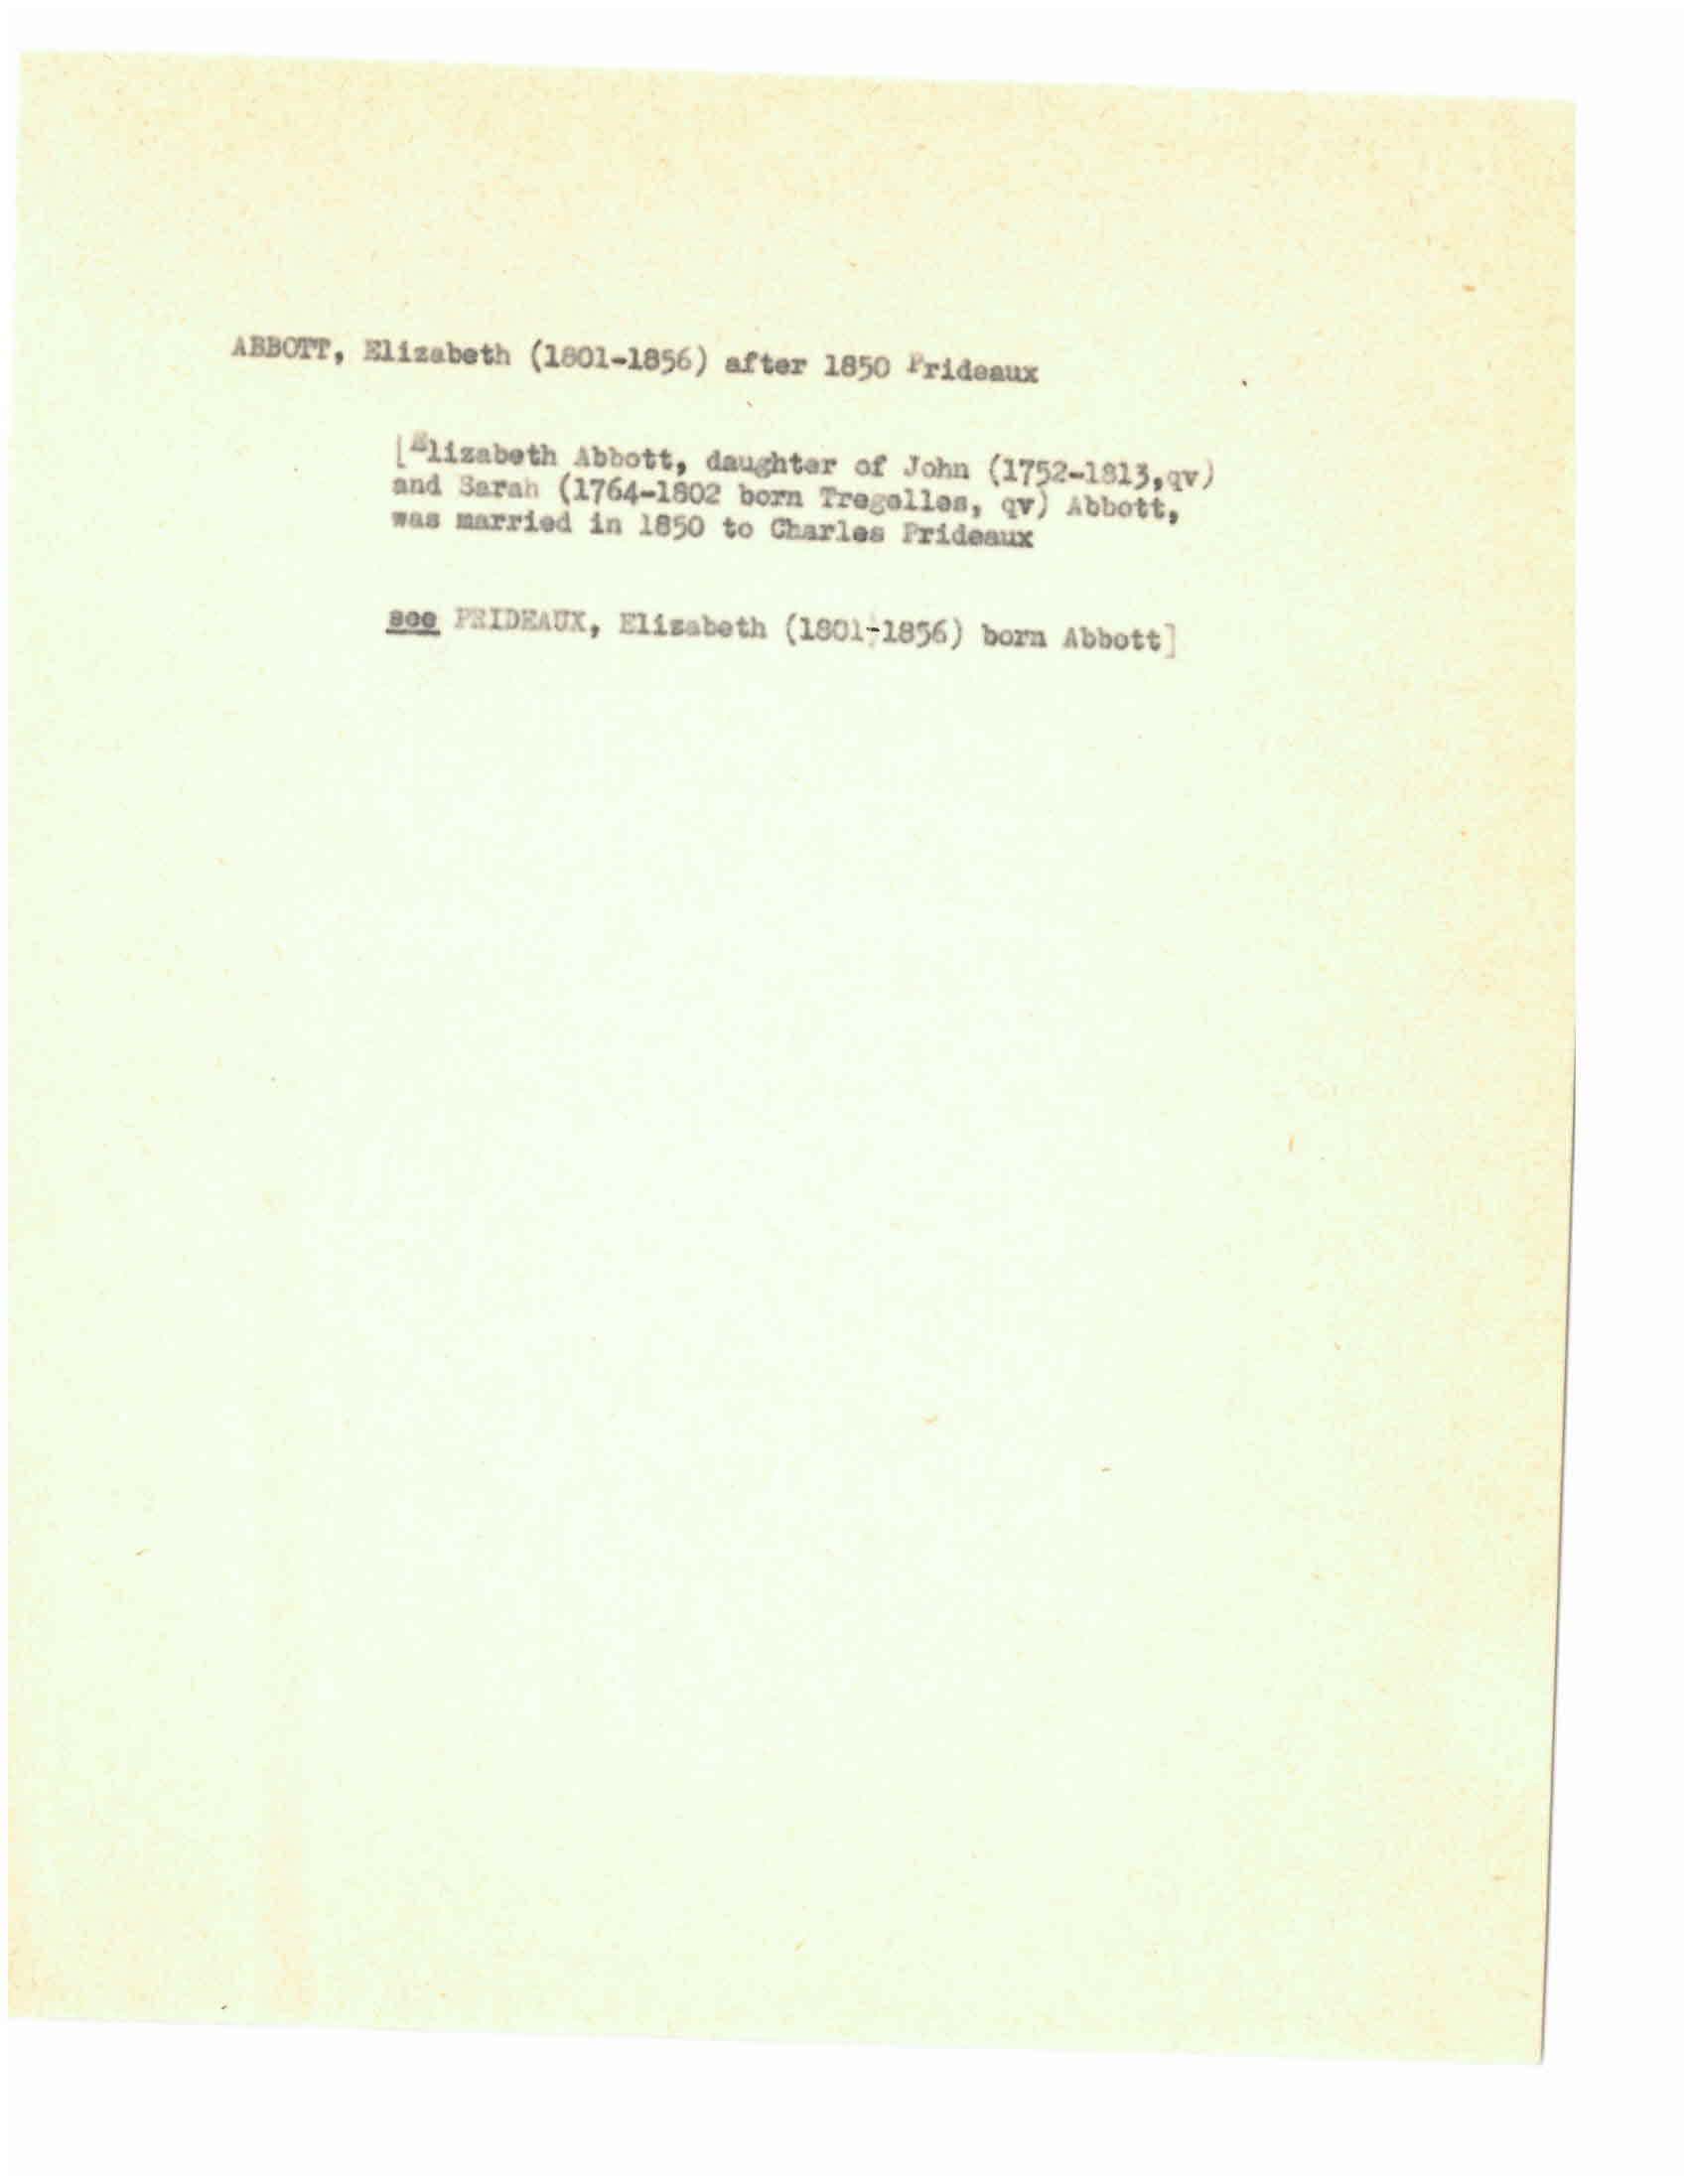 ABBOTT, Elizabeth (1801-1856) after 1850 Prideaux
[Elizabeth Abbott, daughter of John (1752-1813,qv)
and Sarah (1764-1802 born Tregelles, qv) Abbott,
was married in 1850 to Charles Prideaux
see PRIDEAUX, Elizabeth (1801-1856) born Abbott]